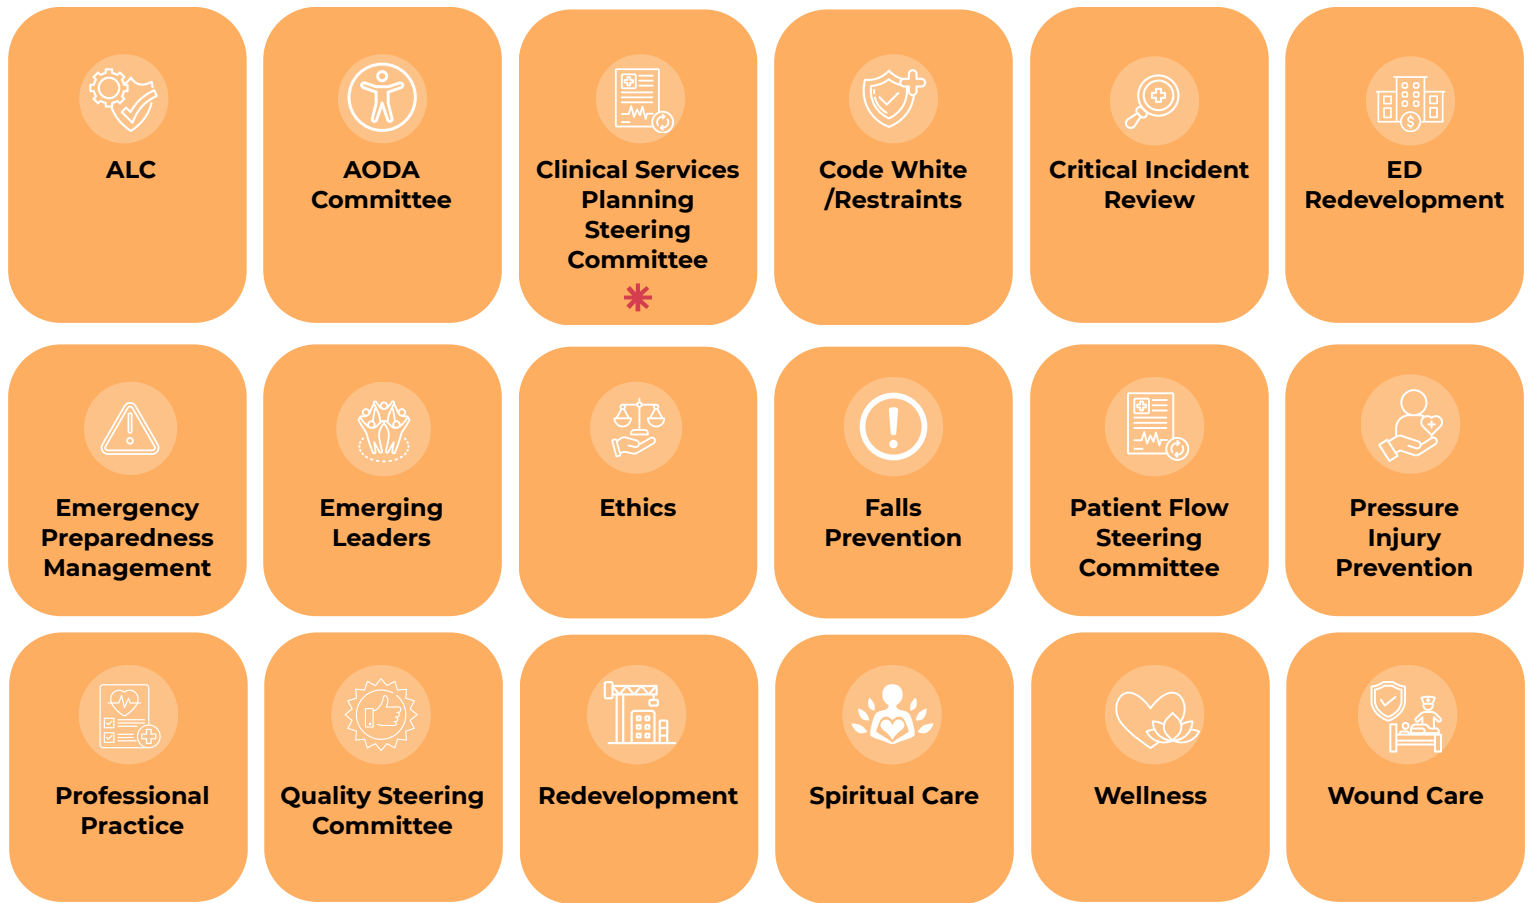 ALC
AODA
Committee
Clinical Services
Planning
Steering
Committee
Code White
/Restraints
Critical Incident
Review
ED
Redevelopment
Emergency
Preparedness
Management
Emerging
Leaders
Ethics
Falls
Prevention
Patient Flow
Steering
Committee
Pressure
Injury
Prevention
Professional
Practice
Quality Steering
Committee
Redevelopment
Spiritual Care
Wellness
Wound Care